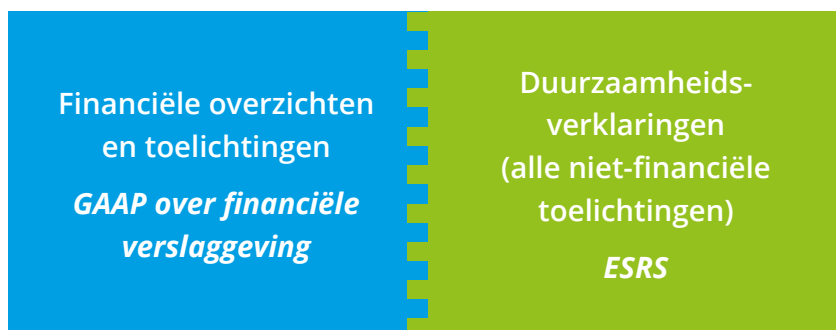 Financiële overzichten
en toelichtingen
GAAP over financiële
verslaggeving
Duurzaamheids-
verklaringen
(alle niet-financiële
toelichtingen)
ESRS